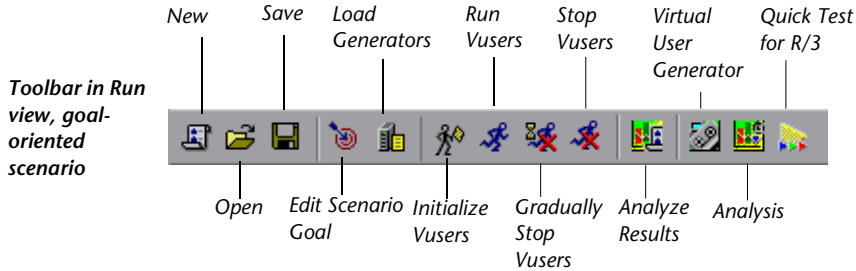 New
Save
Load
Generators
Run
Vusers
Stop
Vusers
Virtual
User
Generator
Quick Test
for R/3
Toolbar in Run
view, goal-
oriented
scenario
Open
Edit Scenario
Goal
Initialize
Vusers
Gradually
Stop
Vusers
Analyze
Results
Analysis